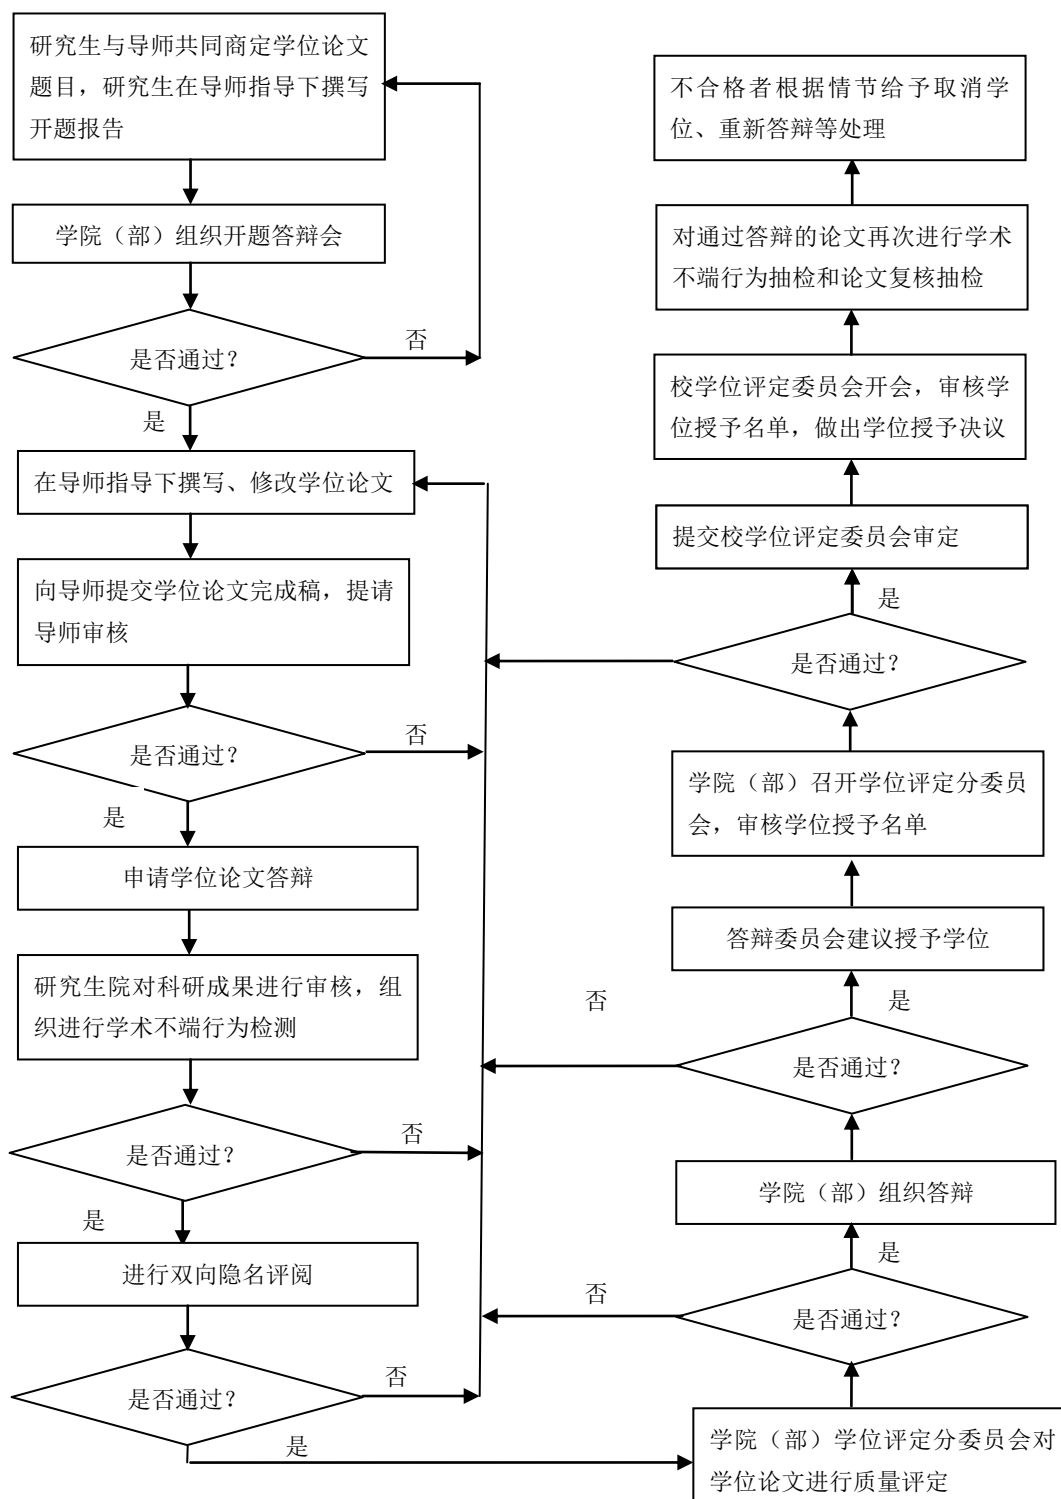 研究生与导师共同商定学位论文
题目，研究生在导师指导下撰写
开题报告
学院（部）组织开题答辩会
是否通过？
否
是
在导师指导下撰写、修改学位论文
向导师提交学位论文完成稿，提请
导师审核
是否通过？
否
是
申请学位论文答辩
研究生院对科研成果进行审核，组
织进行学术不端行为检测
是否通过？
否
是
进行双向隐名评阅
是否通过？
否
是
学院（部）学位评定分委员会对
学位论文进行质量评定
是否通过？
否
是
学院（部）组织答辩
是否通过？
否
是
答辩委员会建议授予学位
学院（部）召开学位评定分委员
会，审核学位授予名单
是否通过？
是
提交校学位评定委员会审定
校学位评定委员会开会，审核学
位授予名单，做出学位授予决议
对通过答辩的论文再次进行学术
不端行为抽检和论文复核抽检
不合格者根据情节给予取消学
位、重新答辩等处理